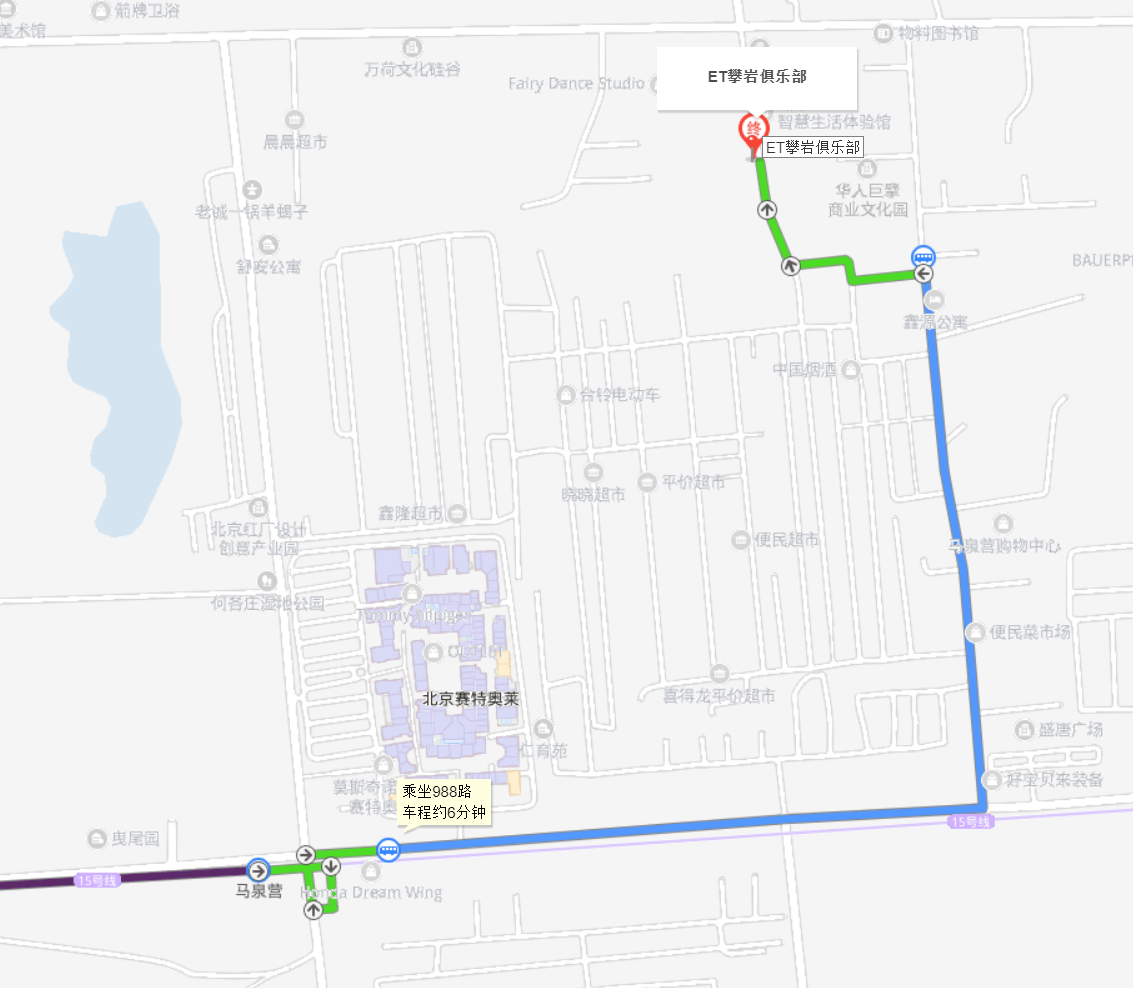 箭牌卫浴
美术馆
物料图书馆
万荷文化硅谷
ET攀岩俱乐部
Fairy Dance Studio
智慧生活体验馆
终
晨晨超市
ET攀岩俱乐部
华人巨擘
商业文化园
老诚一锅羊蝎子
舒安公寓
BAUERP
鑫源公寓
中国烟酒
台铃电动车
晓晓超市
平价超市
鑫隆超市
北京红厂设计
创意产业园
便民超市
马泉营购物中心
何各庄湿地公园
便民菜市场
北京赛特奥莱
喜得龙平价超市
仁育苑
盛唐广场
好宝贝来装备
莫斯奇诺
赛特奥
乘坐988路
车程约6分钟
15号线
曳尾园
15号线
马泉营
Honda Dream Wing